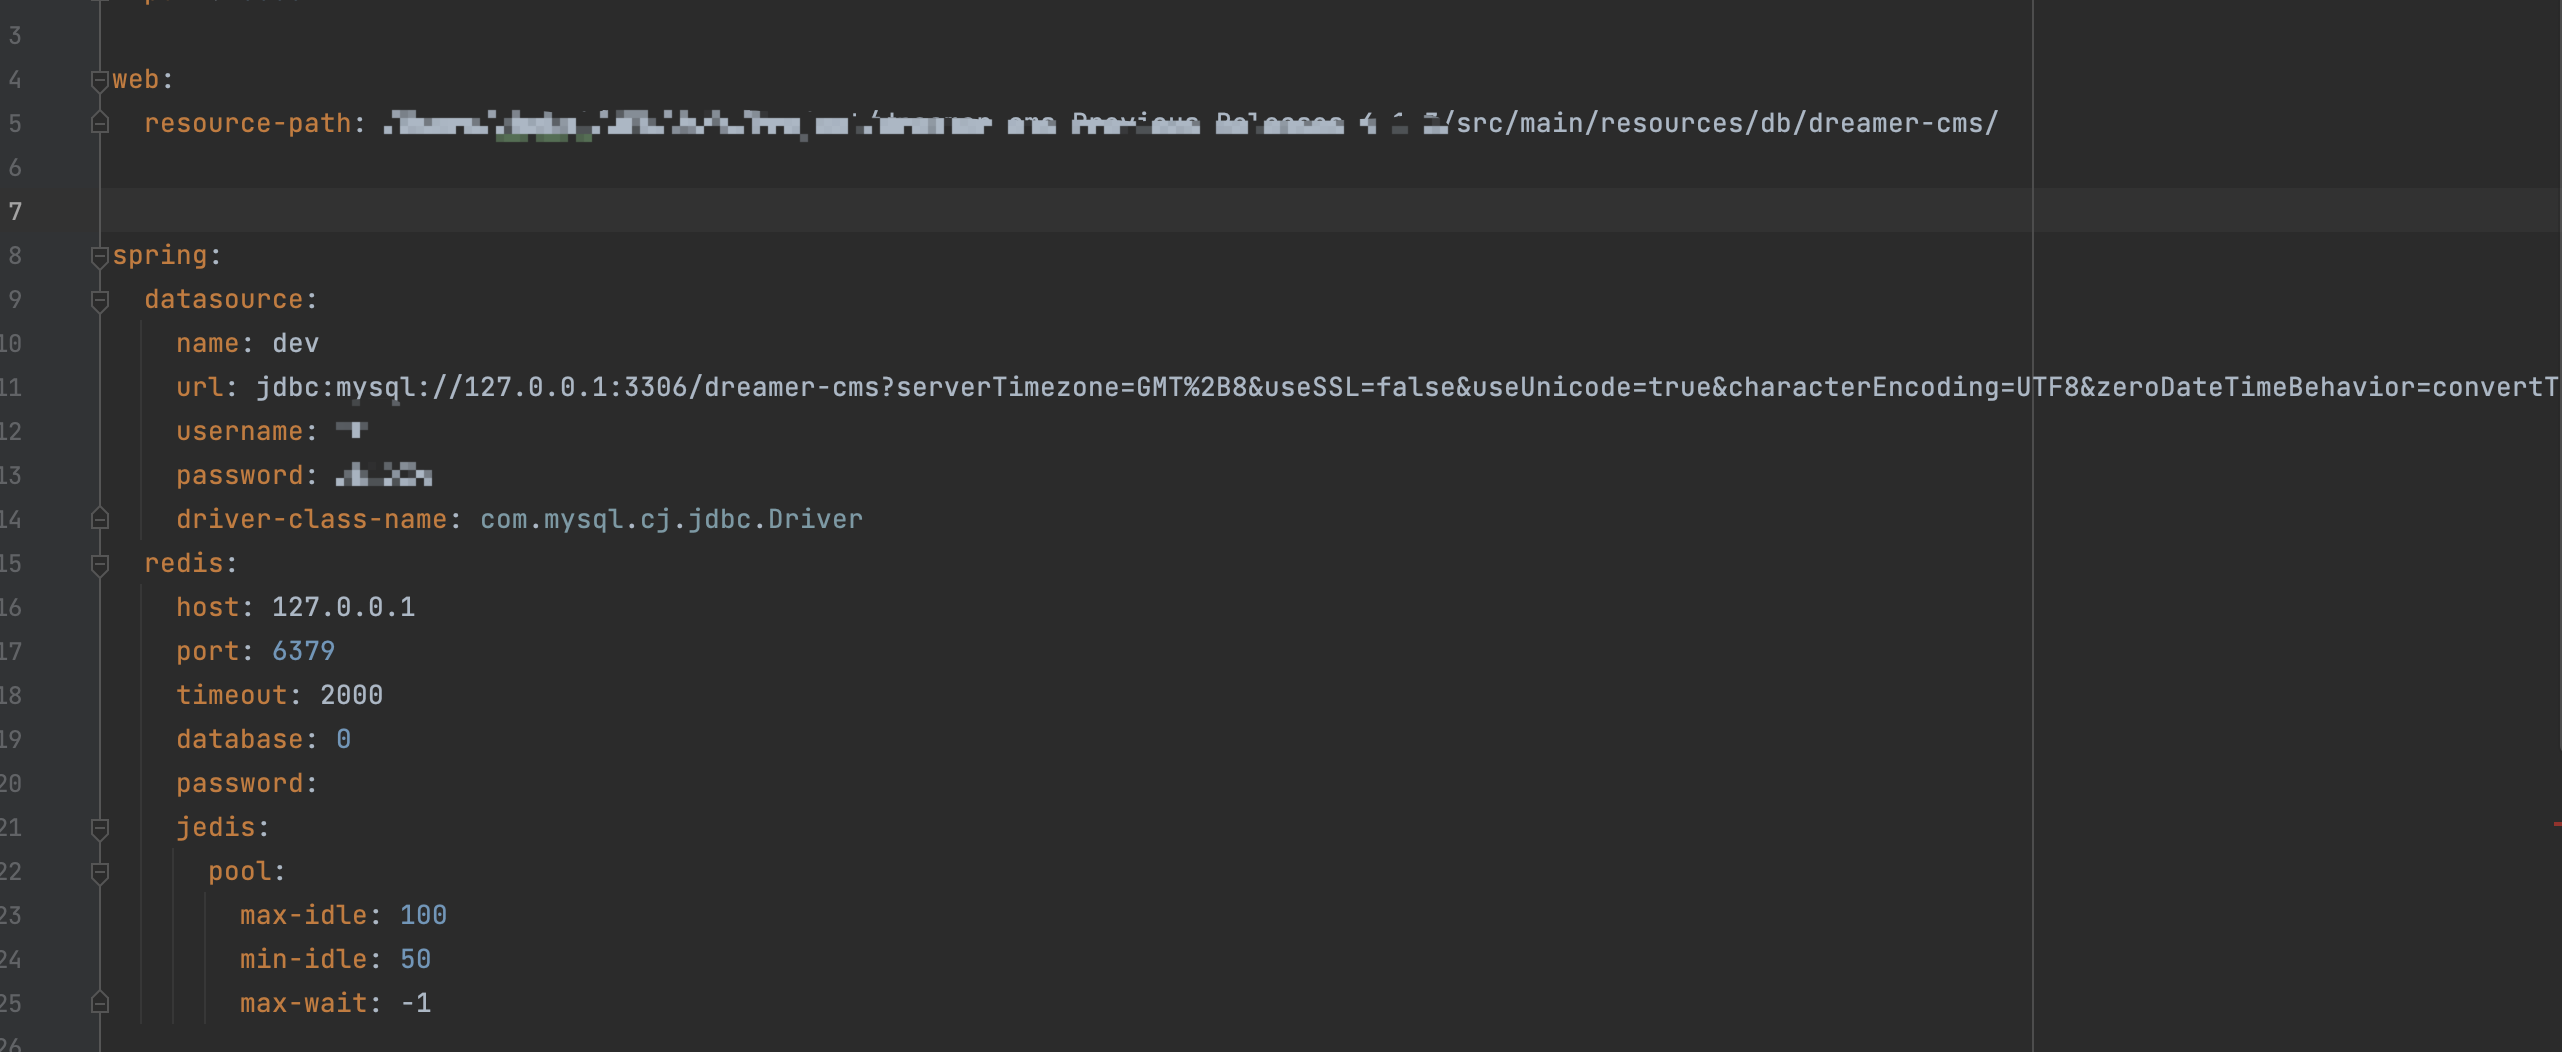 3
4 web:
5 resource-path: /src/main/resources/db/dreamer-cms/
6
7
8 spring:
9 datasource:
10 name: dev
11 url: jdbc:mysql://127.0.0.1:3306/dreamer-cms?serverTimezone=GMT%2B8&useSSL=false&useUnicode=true&characterEncoding=UTF8&zeroDateTimeBehavior=convertT
12 username:
13 password:
14 driver-class-name: com.mysql.cj.jdbc.Driver
15 redis:
16 host: 127.0.0.1
17 port: 6379
18 timeout: 2000
19 database: 0
20 password:
21 jedis:
22 pool:
23 max-idle: 100
24 min-idle: 50
25 max-wait: -1
26